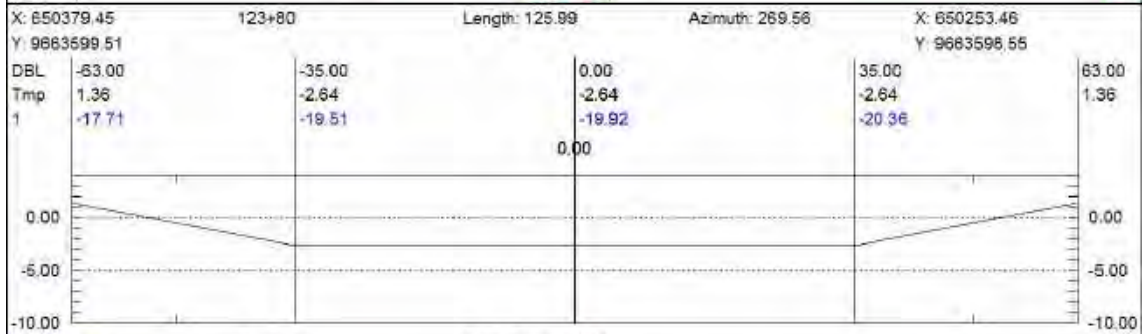 X: 650379.45 123+80 Length: 125.99 Azimuth: 269.56 X: 650253.46
Y: 9663599.51 Y: 9663598.55
DBL -63.00 -35.00 0.00 35.00 63.00
Tmp 1.36 -2.64 -2.64 -2.64 1.36
1 -17.71 -19.51 -19.92 -20.36
0.00
0.00 0.00
-5.00 -5.00
-10.00 -10.00